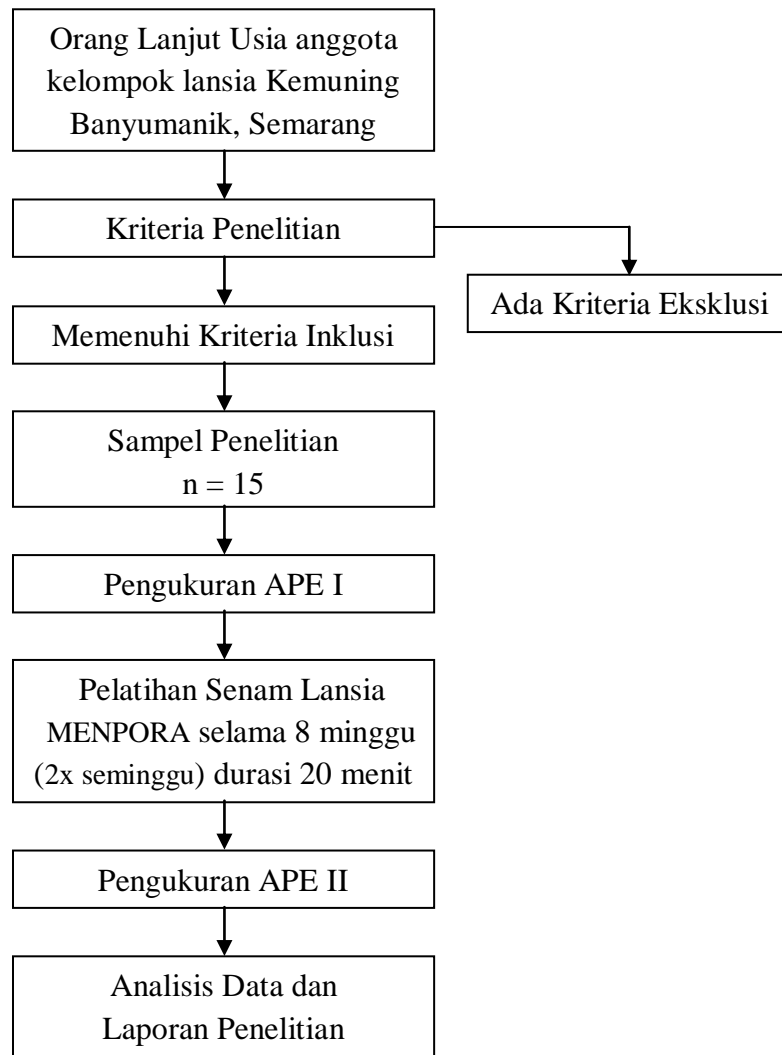 Orang Lanjut Usia anggota
kelompok lansia Kemuning
Banyumanik, Semarang
Kriteria Penelitian
Ada Kriteria Eksklusi
Memenuhi Kriteria Inklusi
Sampel Penelitian
n = 15
Pengukuran APE I
Pelatihan Senam Lansia
MENPORA selama 8 minggu
(2x seminggu) durasi 20 menit
Pengukuran APE II
Analisis Data dan
Laporan Penelitian